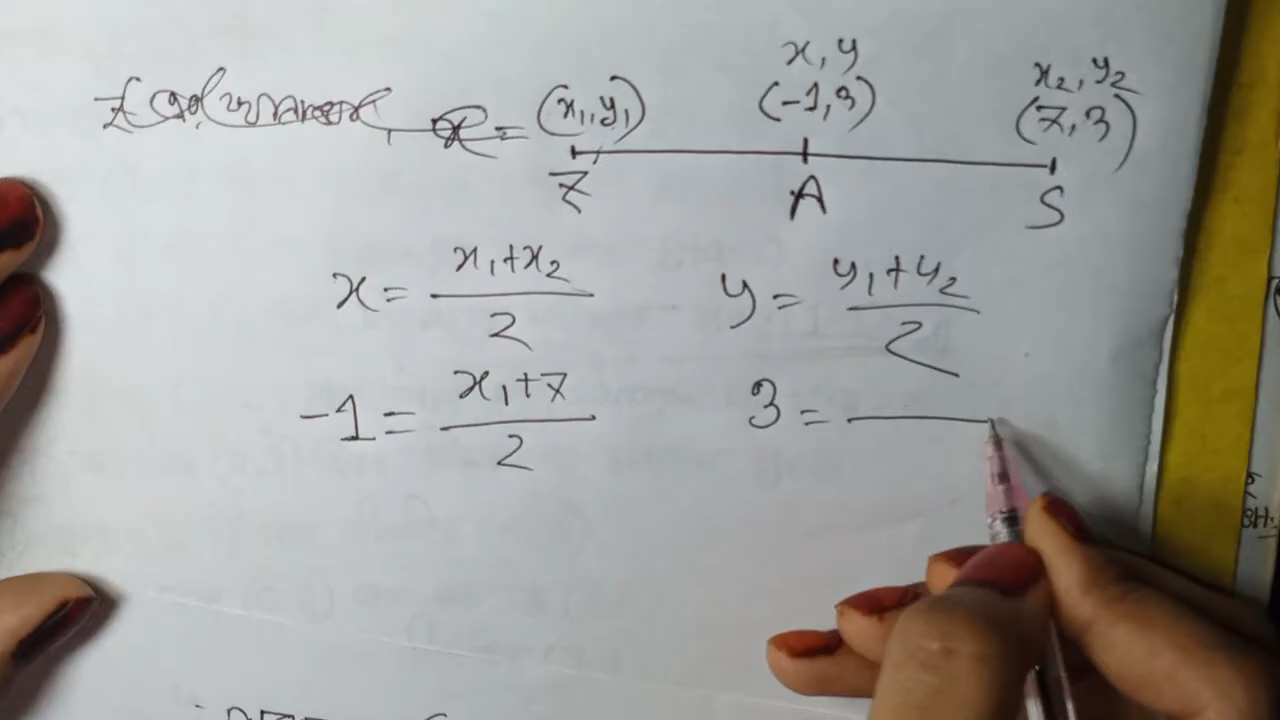 x, y
x₂, y₂
(x₁, y₁) (-1, 3) (7, 3)
Z A S
x = (x₁+x₂)/2 y = (y₁+y₂)/2
-1 = (x₁+7)/2 3 =